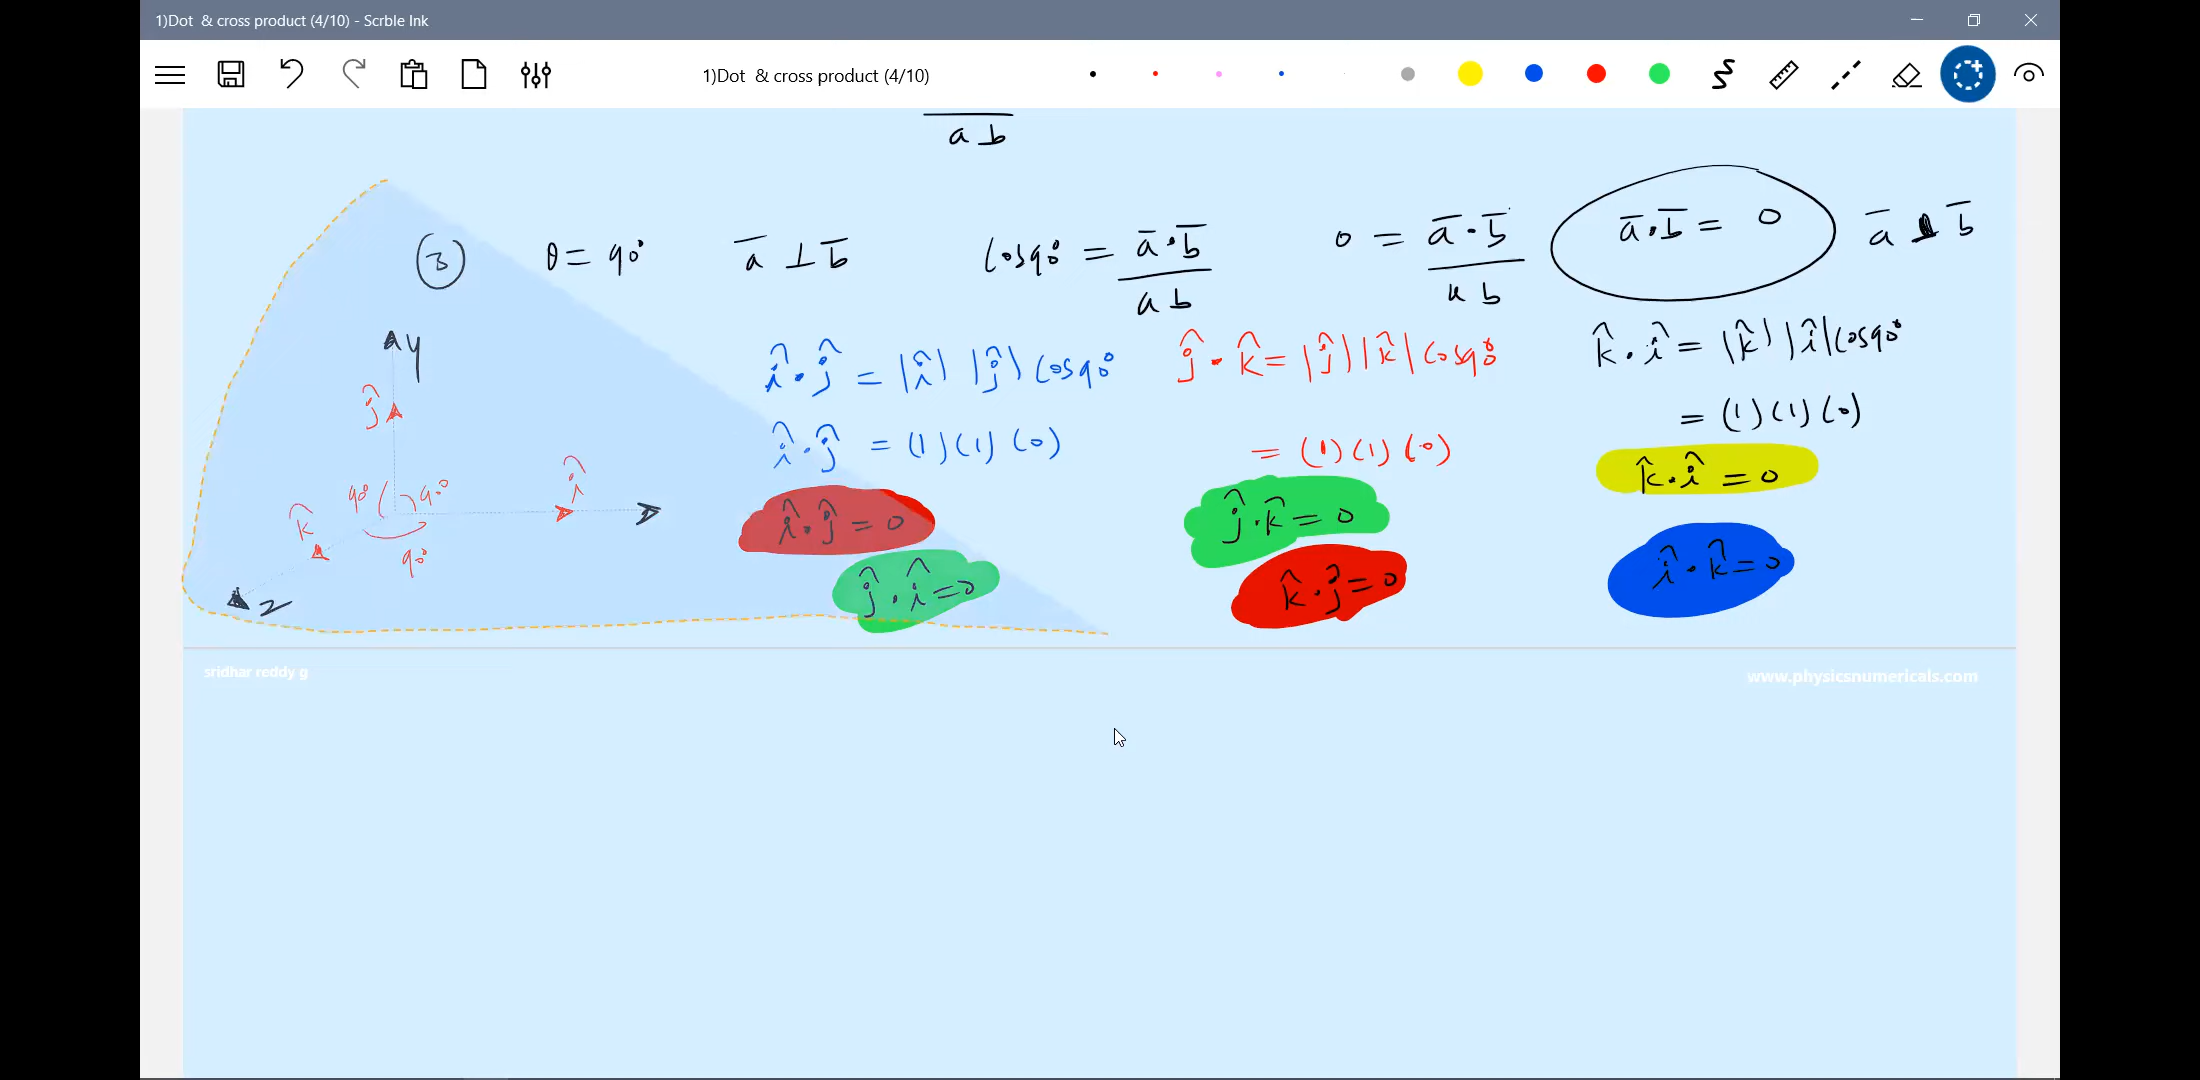 1)Dot & cross product (4/10) - Scrble Ink
1)Dot & cross product (4/10)
a b
③ θ = 90° a̅ ⊥ b̅ Cos90° = a̅·b̅ / a b 0 = a̅·b̅ / a b a̅·b̅ = 0 a̅ ⊥ b̅
y
ĵ
î
k̂
90° 90°
90°
z
î·ĵ = |î| |ĵ| Cos90°
î·ĵ = (1)(1)(0)
î·ĵ = 0
ĵ·î = 0
ĵ·k̂ = |ĵ| |k̂| Cos90°
= (1)(1)(0)
ĵ·k̂ = 0
k̂·ĵ = 0
k̂·î = |k̂| |î| Cos90°
= (1)(1)(0)
k̂·î = 0
î·k̂ = 0
sridhar reddy g
www.physicsnumericals.com